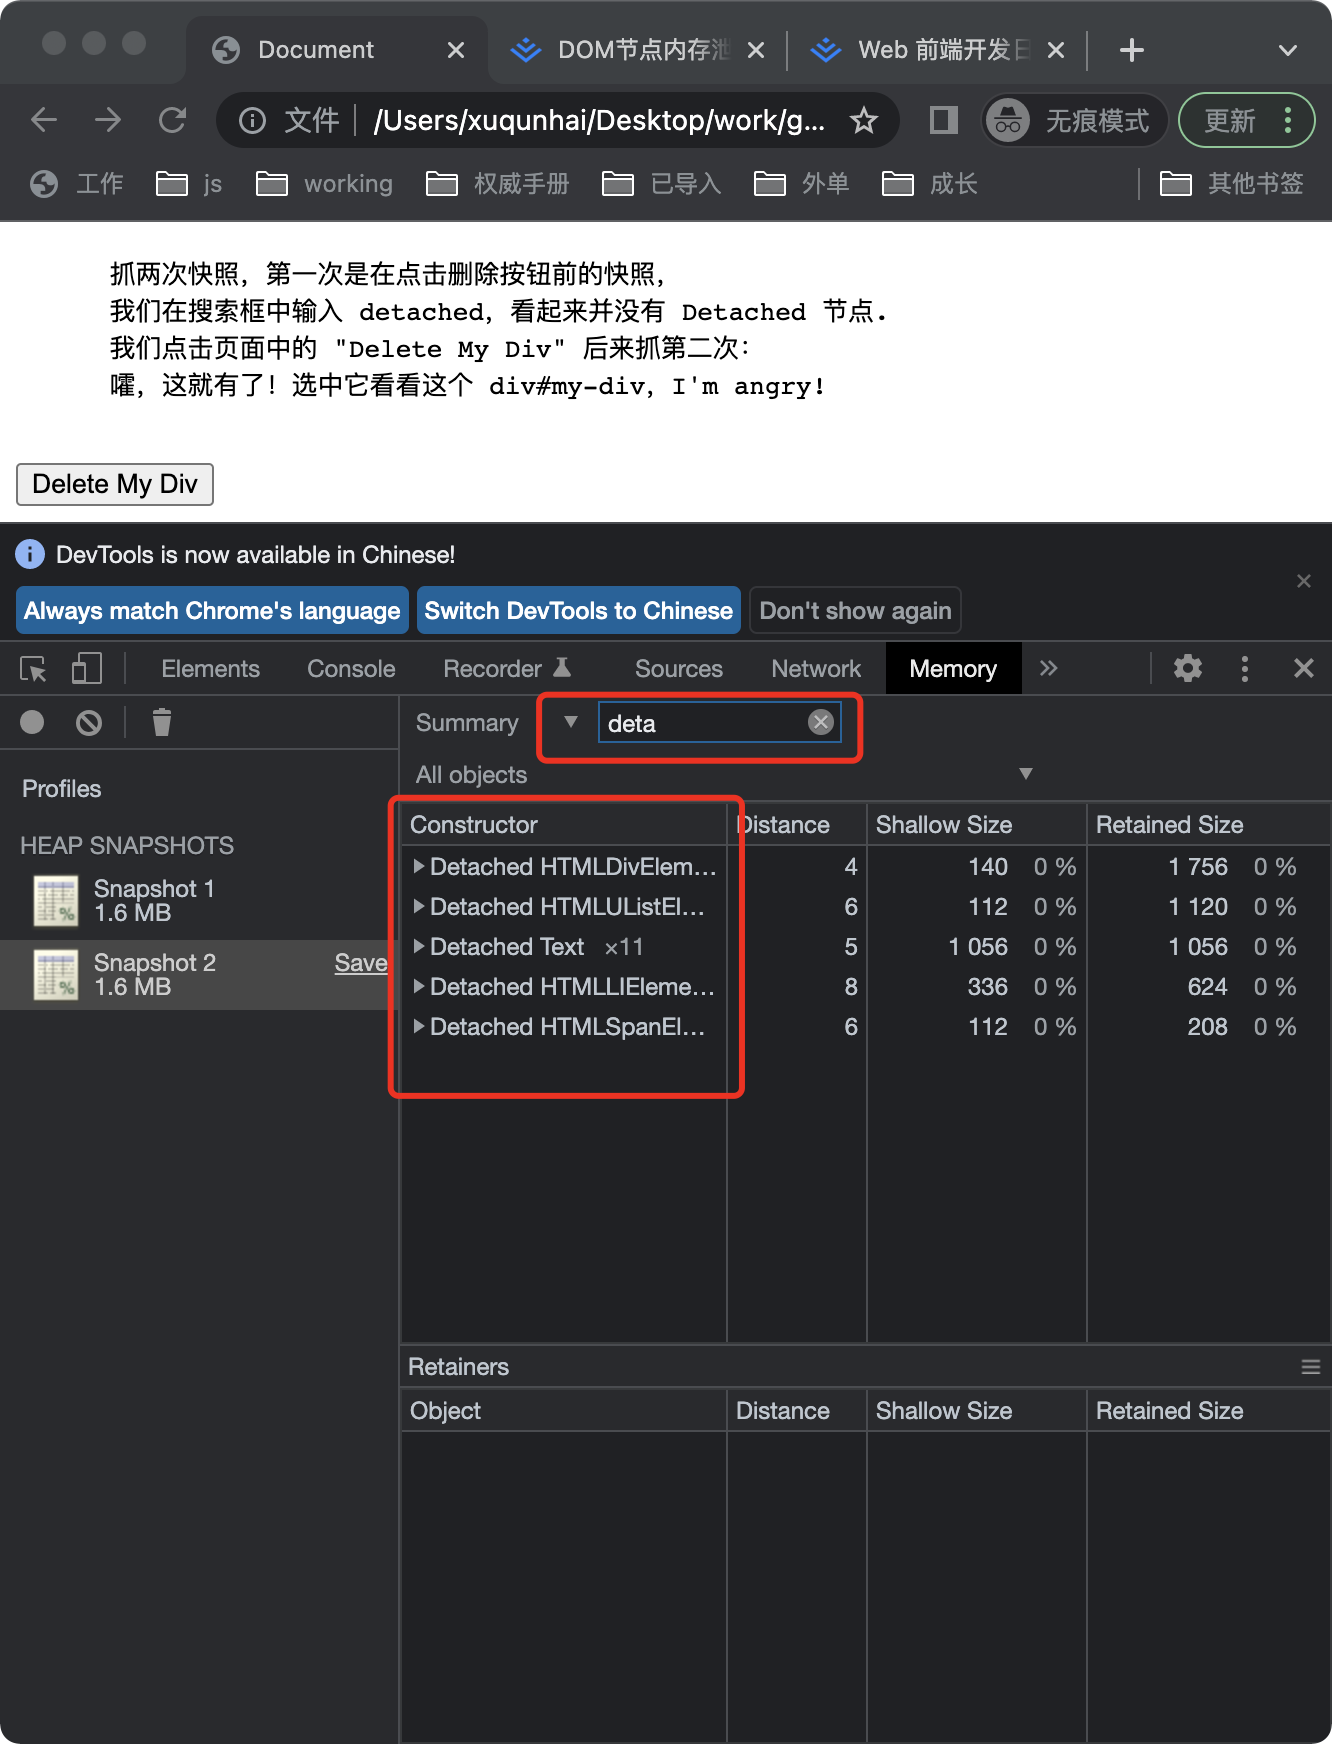 Document
DOM节点内存泄
Web 前端开发日
文件
/Users/xuqunhai/Desktop/work/g...
无痕模式
更新
工作
js
working
权威手册
已导入
外单
成长
其他书签
抓两次快照，第一次是在点击删除按钮前的快照，
我们在搜索框中输入 detached，看起来并没有 Detached 节点.
我们点击页面中的 "Delete My Div" 后来抓第二次：
嚯，这就有了！选中它看看这个 div#my-div，I'm angry!
Delete My Div
DevTools is now available in Chinese!
Always match Chrome's language
Switch DevTools to Chinese
Don't show again
Elements
Console
Recorder
Sources
Network
Memory
Summary
deta
All objects
Profiles
HEAP SNAPSHOTS
Snapshot 1
1.6 MB
Snapshot 2
Save
1.6 MB
Constructor Distance Shallow Size Retained Size
Detached HTMLDivElem... 4 140 0 % 1 756 0 %
Detached HTMLUListEl... 6 112 0 % 1 120 0 %
Detached Text ×11 5 1 056 0 % 1 056 0 %
Detached HTMLLIEleme... 8 336 0 % 624 0 %
Detached HTMLSpanEl... 6 112 0 % 208 0 %
Retainers
Object Distance Shallow Size Retained Size